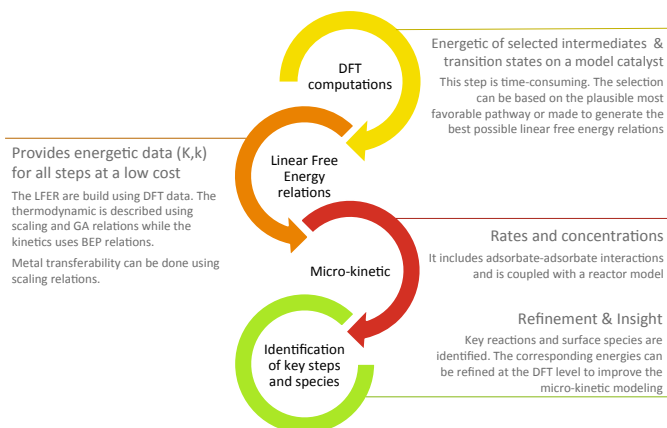 DFT
computations
Energetic of selected intermediates &
transition states on a model catalyst
This step is time-consuming. The selection
can be based on the plausible most
favorable pathway or made to generate the
best possible linear free energy relations
Linear Free
Energy
relations
Provides energetic data (K,k)
for all steps at a low cost
The LFER are build using DFT data. The
thermodynamic is described using
scaling and GA relations while the
kinetics uses BEP relations.
Metal transferability can be done using
scaling relations.
Micro-kinetic
Rates and concentrations
It includes adsorbate-adsorbate interactions
and is coupled with a reactor model
Identification
of key steps
and species
Refinement & Insight
Key reactions and surface species are
identified. The corresponding energies can
be refined at the DFT level to improve the
micro-kinetic modeling